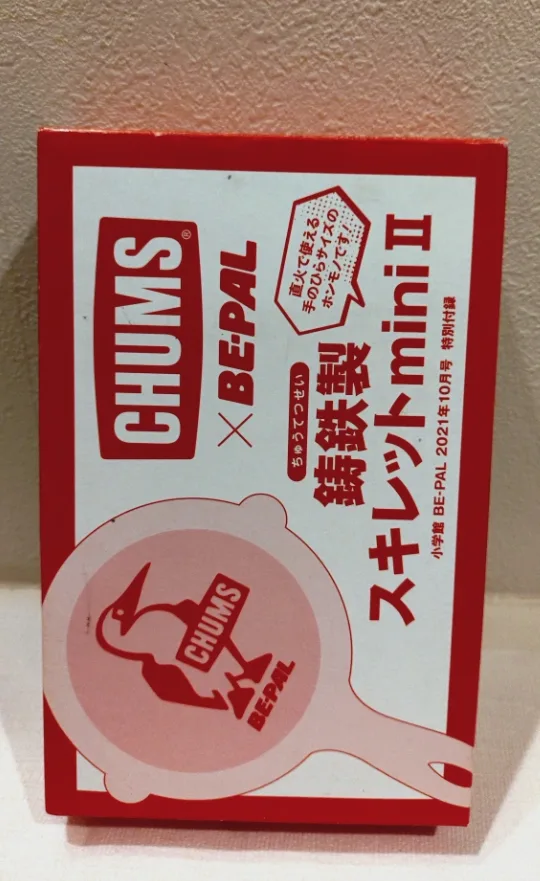 CHUMS®
×BE-PAL
直火で使える
手のひらサイズの
ホンモノです!
ちゅうてつせい
鋳鉄製
スキレットmini II
小学館 BE-PAL 2021年10月号 特別付録
CHUMS
BE-PAL